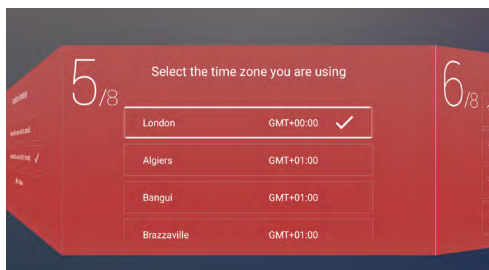 5/8
Select the time zone you are using
London GMT+00:00
Algiers GMT+01:00
Bangui GMT+01:00
Brazzaville GMT+01:00
6/8